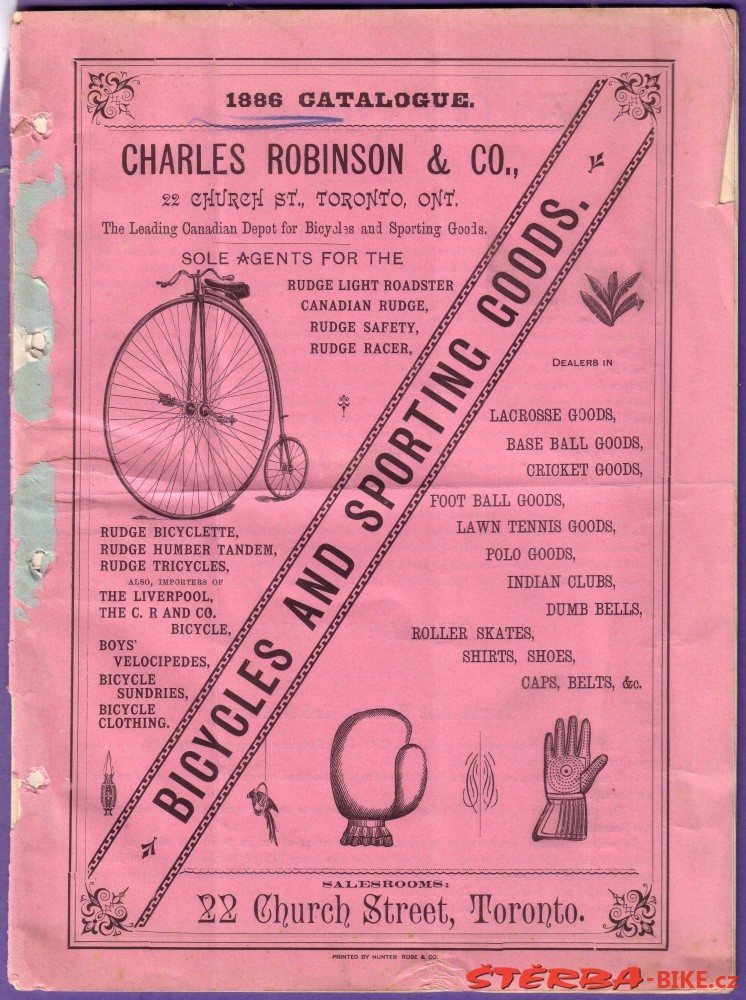 1886 CATALOGUE.
CHARLES ROBINSON & CO.,
22 CHURCH ST., TORONTO, ONT.
The Leading Canadian Depot for Bicycles and Sporting Goods.
SOLE AGENTS FOR THE
RUDGE LIGHT ROADSTER
CANADIAN RUDGE,
RUDGE SAFETY,
RUDGE RACER,
BICYCLES AND SPORTING GOODS.
DEALERS IN
LACROSSE GOODS,
BASE BALL GOODS,
CRICKET GOODS,
FOOT BALL GOODS,
LAWN TENNIS GOODS,
POLO GOODS,
INDIAN CLUBS,
DUMB BELLS,
ROLLER SKATES,
SHIRTS, SHOES,
CAPS, BELTS, &c.
RUDGE BICYCLETTE,
RUDGE HUMBER TANDEM,
RUDGE TRICYCLES,
ALSO, IMPORTERS OF
THE LIVERPOOL,
THE C. R AND CO.
BICYCLE,
BOYS'
VELOCIPEDES,
BICYCLE
SUNDRIES,
BICYCLE
CLOTHING.
SALESROOMS:
22 Church Street, Toronto.
PRINTED BY HUNTER ROSE & CO.
ŠTĚRBA-BIKE.cz